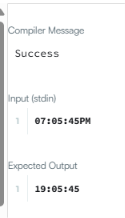 Compiler Message
Success
Input (stdin)
1 07:05:45PM
Expected Output
1 19:05:45